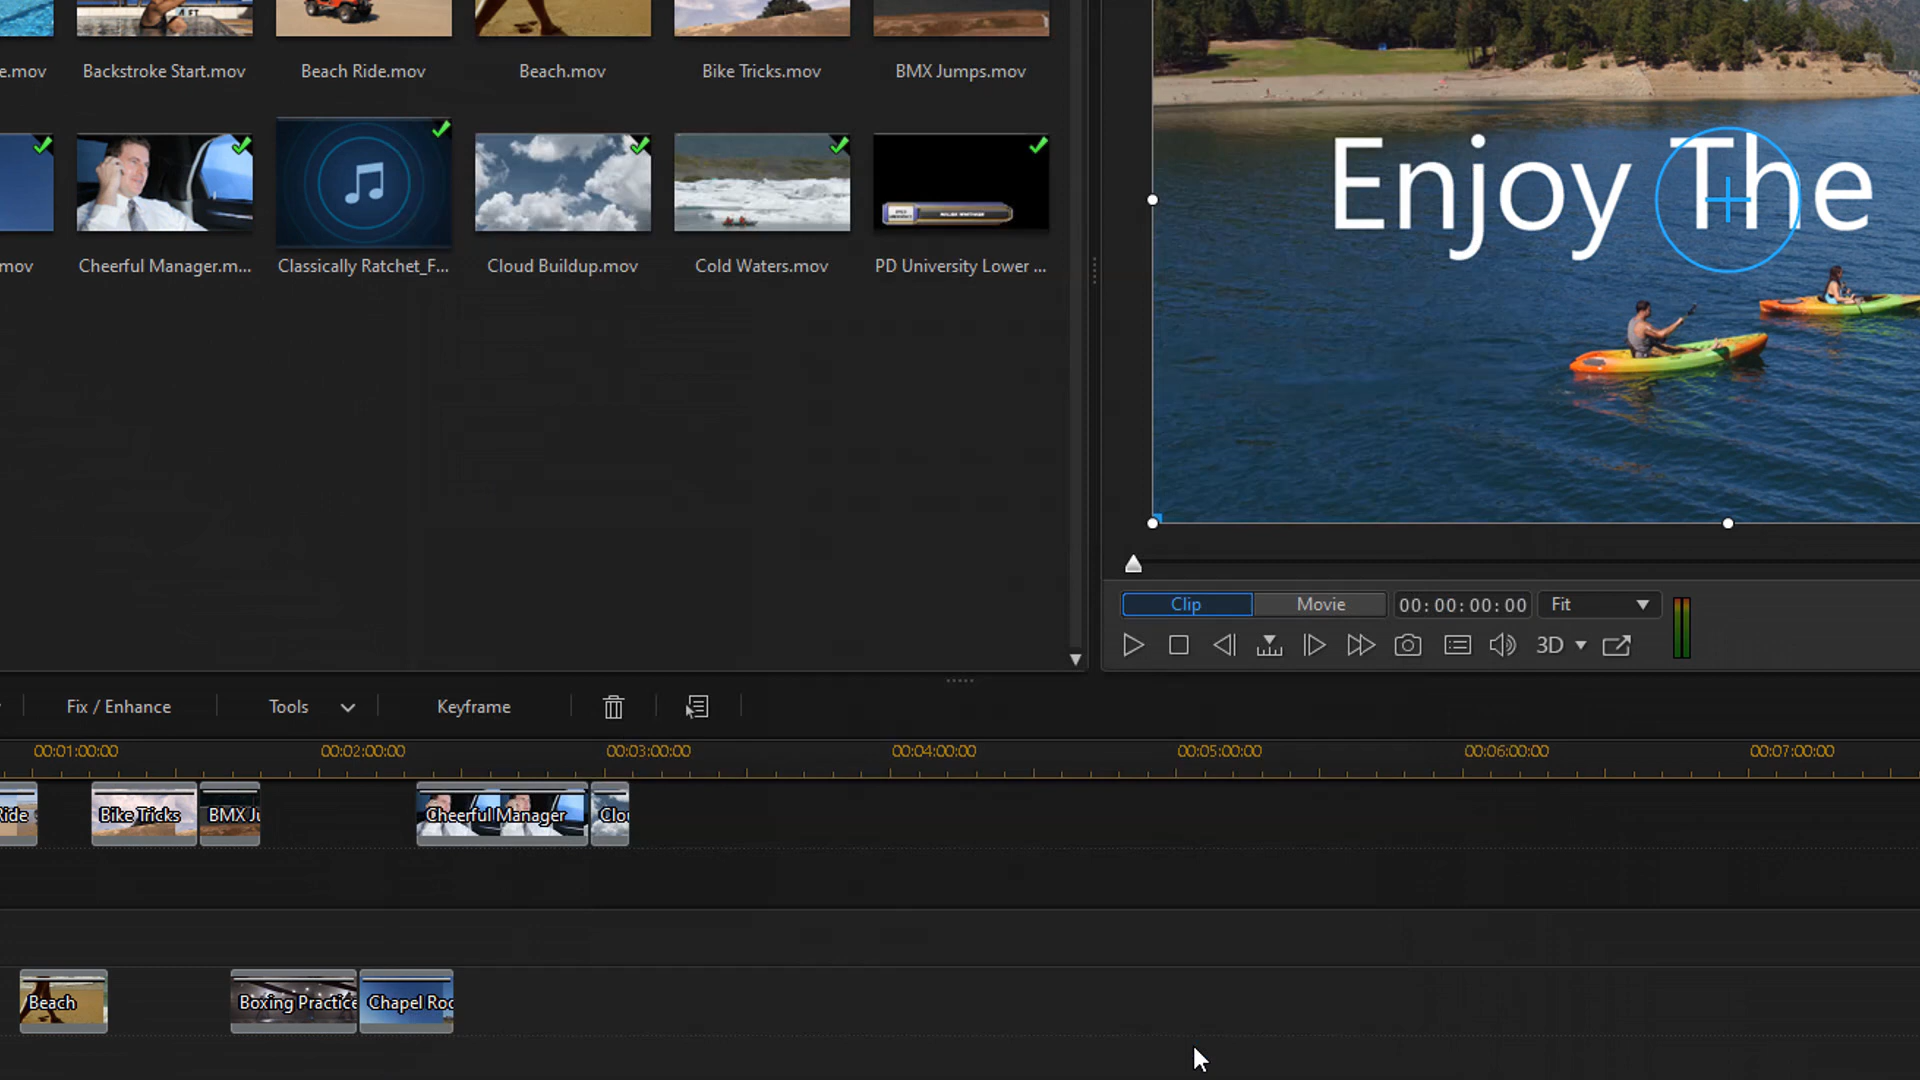 e.mov
Backstroke Start.mov
Beach Ride.mov
Beach.mov
Bike Tricks.mov
BMX Jumps.mov
mov
Cheerful Manager.m...
Classically Ratchet_F...
Cloud Buildup.mov
Cold Waters.mov
PD University Lower ...
Enjoy The
Clip
Movie
00:00:00:00
Fit
3D
Fix / Enhance
Tools
Keyframe
00:01:00:00
00:02:00:00
00:03:00:00
00:04:00:00
00:05:00:00
00:06:00:00
00:07:00:00
Ride
Bike Tricks
BMX Ju
Cheerful Manager
Clou
Beach
Boxing Practice
Chapel Roc